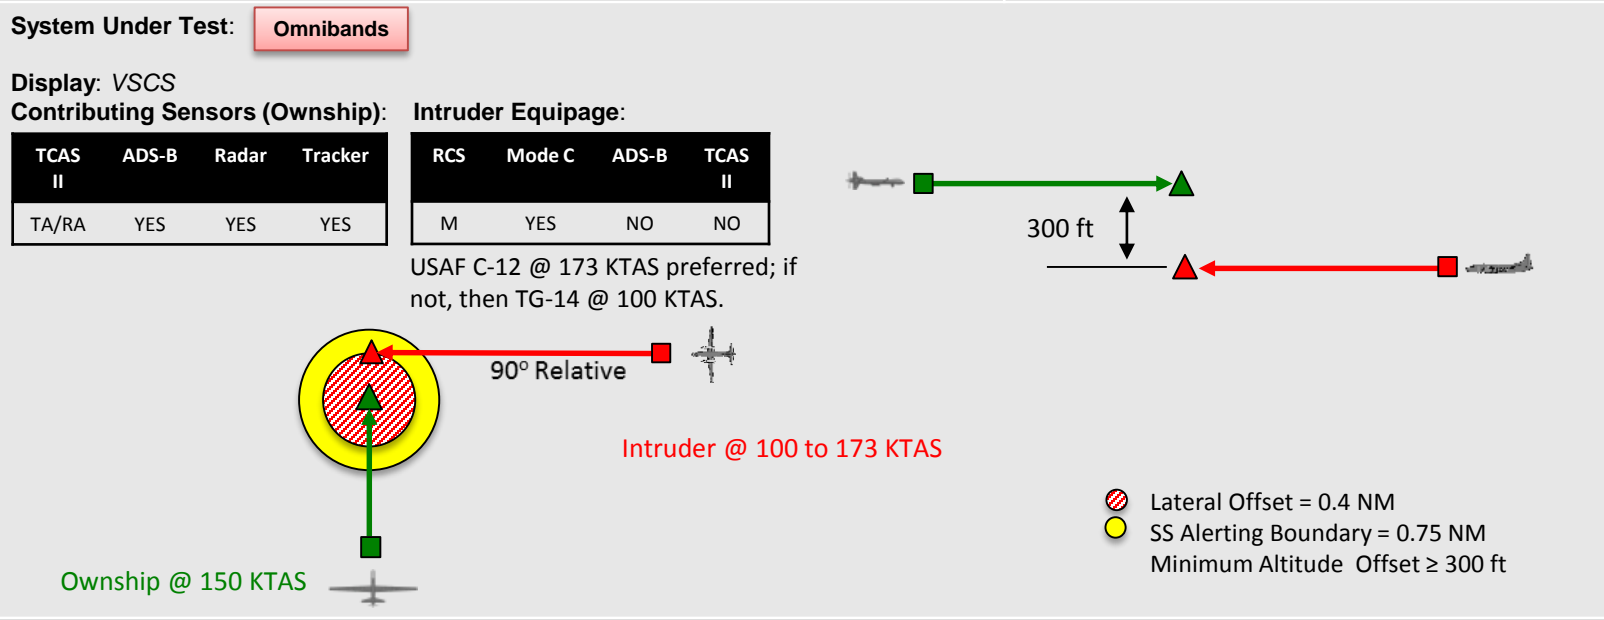 System Under Test:
Omnibands
Display: VSCS
Contributing Sensors (Ownship):
TCAS II ADS-B Radar Tracker
TA/RA YES YES YES
Intruder Equipage:
RCS Mode C ADS-B TCAS II
M YES NO NO
USAF C-12 @ 173 KTAS preferred; if
not, then TG-14 @ 100 KTAS.
300 ft
90° Relative
Intruder @ 100 to 173 KTAS
Ownship @ 150 KTAS
Lateral Offset = 0.4 NM
SS Alerting Boundary = 0.75 NM
Minimum Altitude Offset ≥ 300 ft